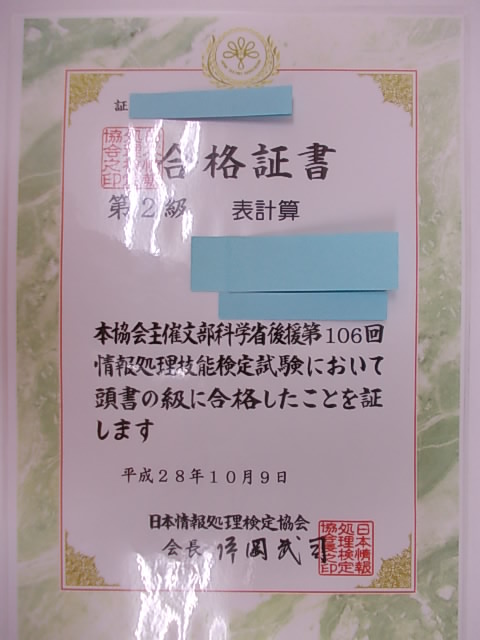 証
合格証書
第2級 表計算
本協会主催文部科学省後援第106回
情報処理技能検定試験において
頭書の級に合格したことを証
します
平成28年10月9日
日本情報処理検定協会
会長
日本情報
処理検定
協会長之印